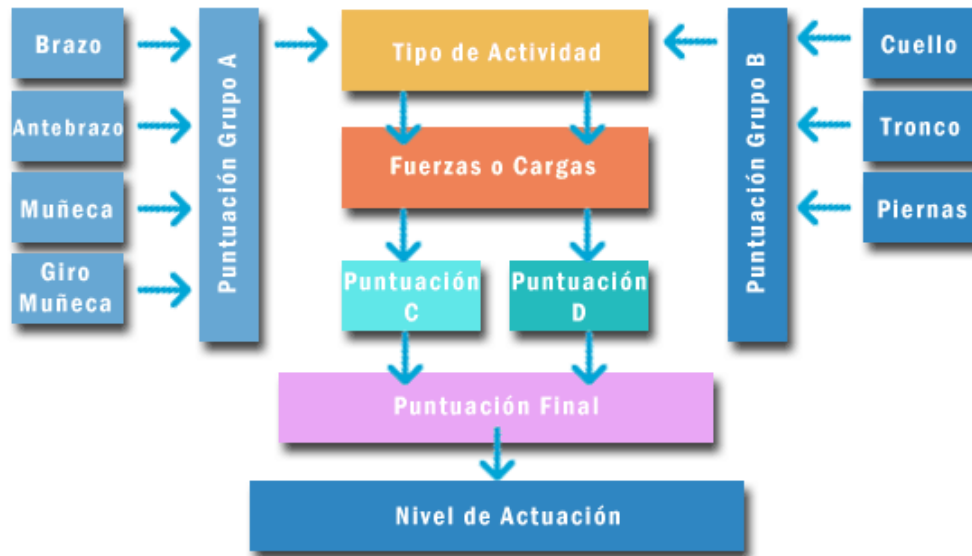 Brazo
Antebrazo
Muñeca
Giro
Muñeca
Puntuación Grupo A
Tipo de Actividad
Fuerzas o Cargas
Puntuación
C
Puntuación
D
Puntuación Final
Nivel de Actuación
Puntuación Grupo B
Cuello
Tronco
Piernas